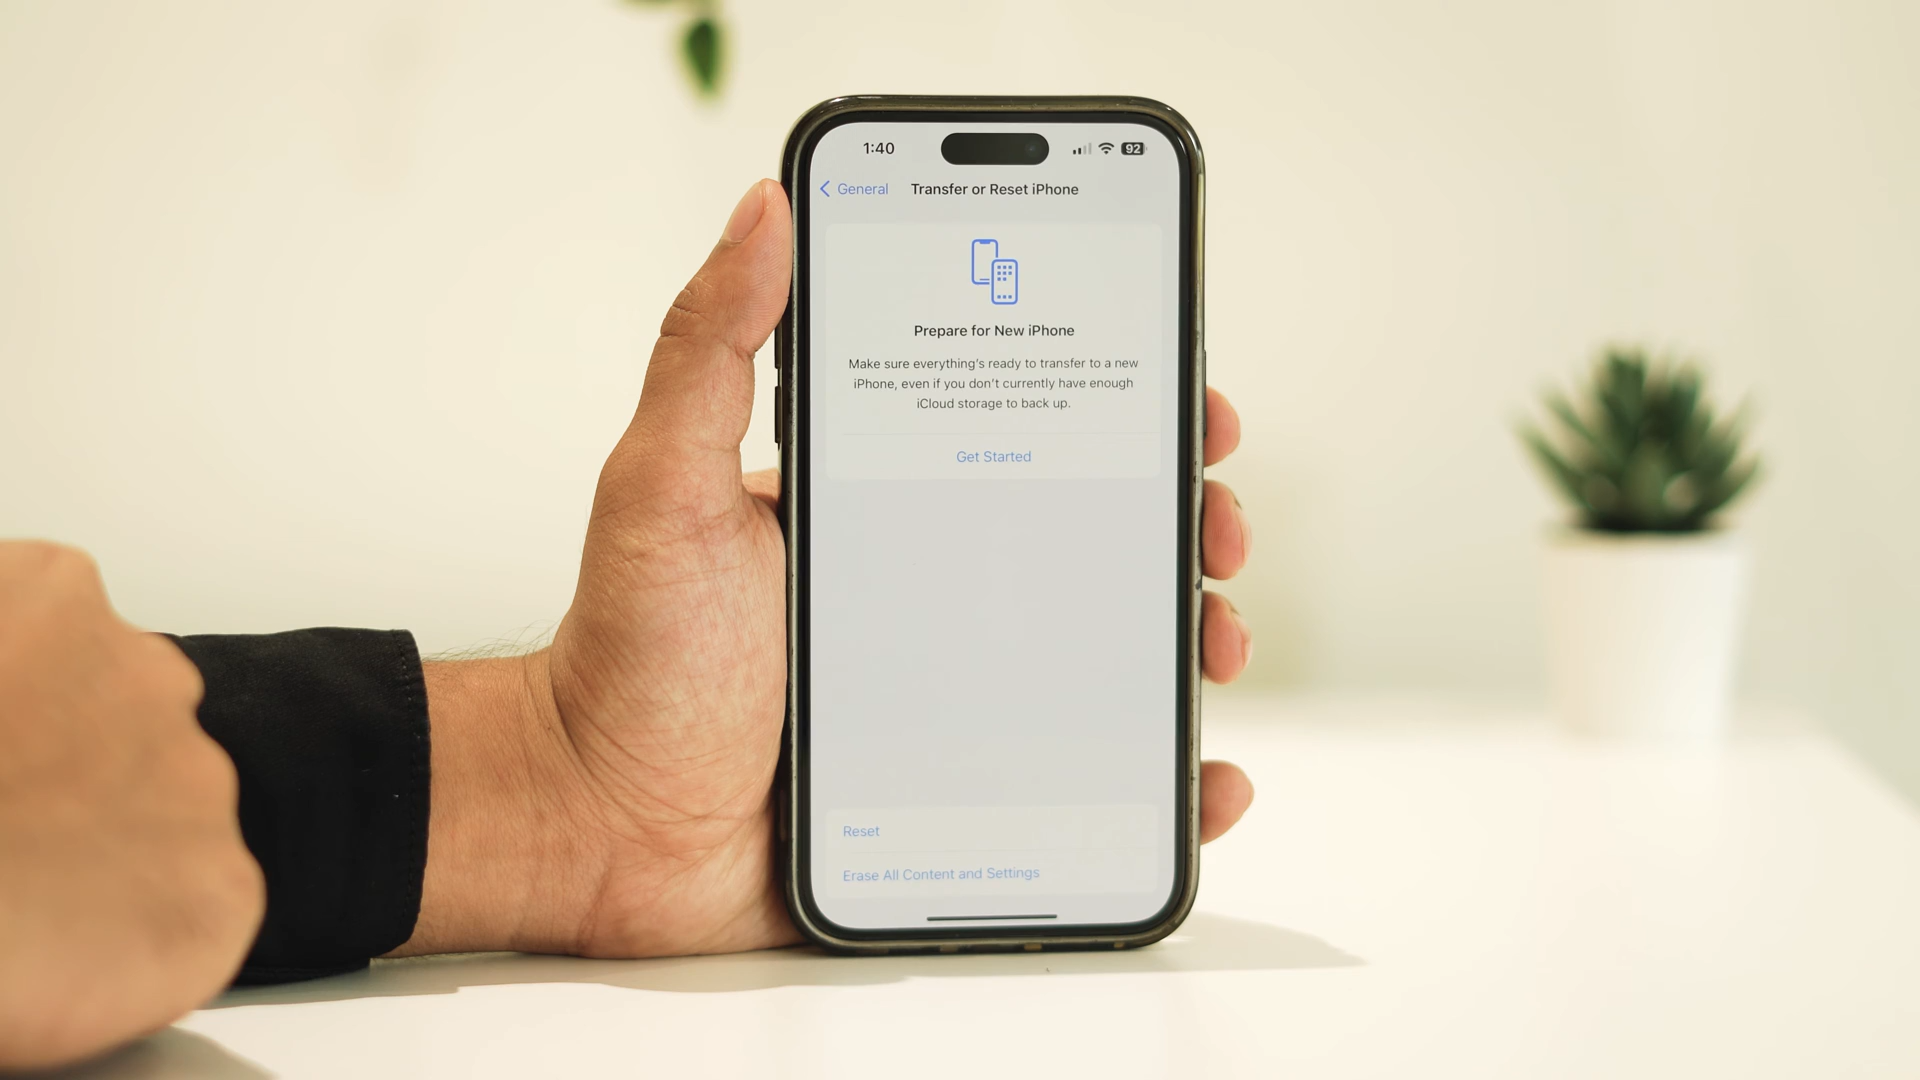 1:40 92
General Transfer or Reset iPhone
Prepare for New iPhone
Make sure everything's ready to transfer to a new
iPhone, even if you don't currently have enough
iCloud storage to back up.
Get Started
Reset
Erase All Content and Settings